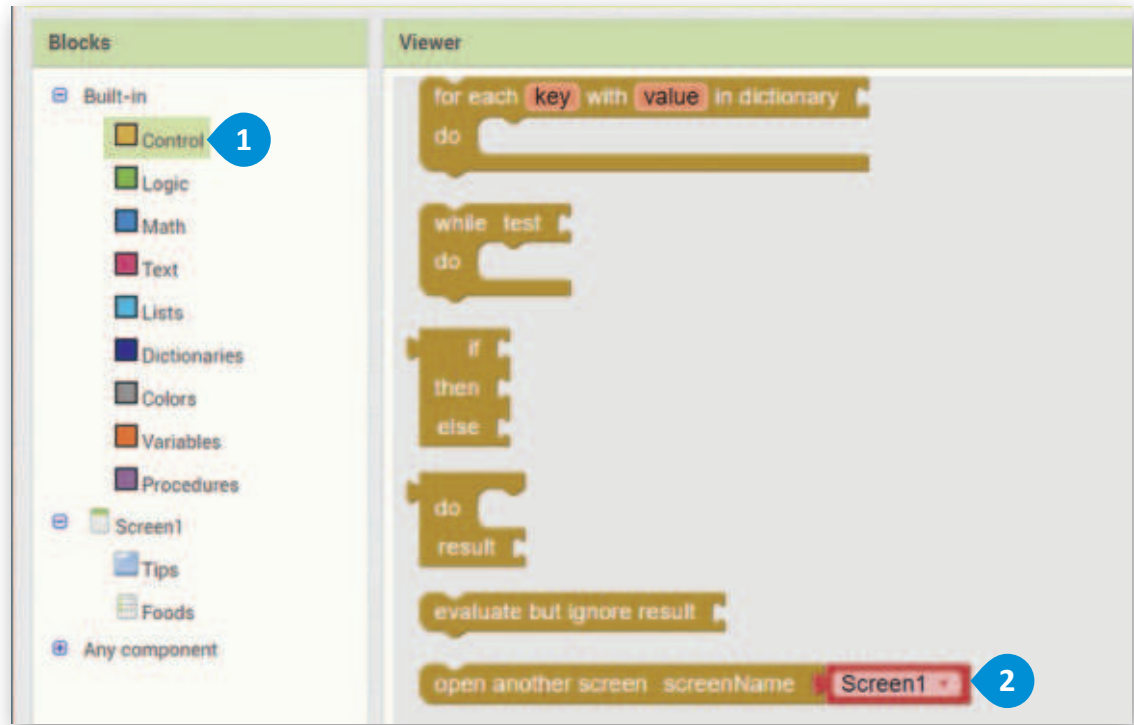 Blocks
Built-in
Control
1
Logic
Math
Text
Lists
Dictionaries
Colors
Variables
Procedures
Screen1
Tips
Foods
Any component
Viewer
for each key with value in dictionary
do
while test
do
if
then
else
do
result
evaluate but ignore result
open another screen screenName Screen1
2